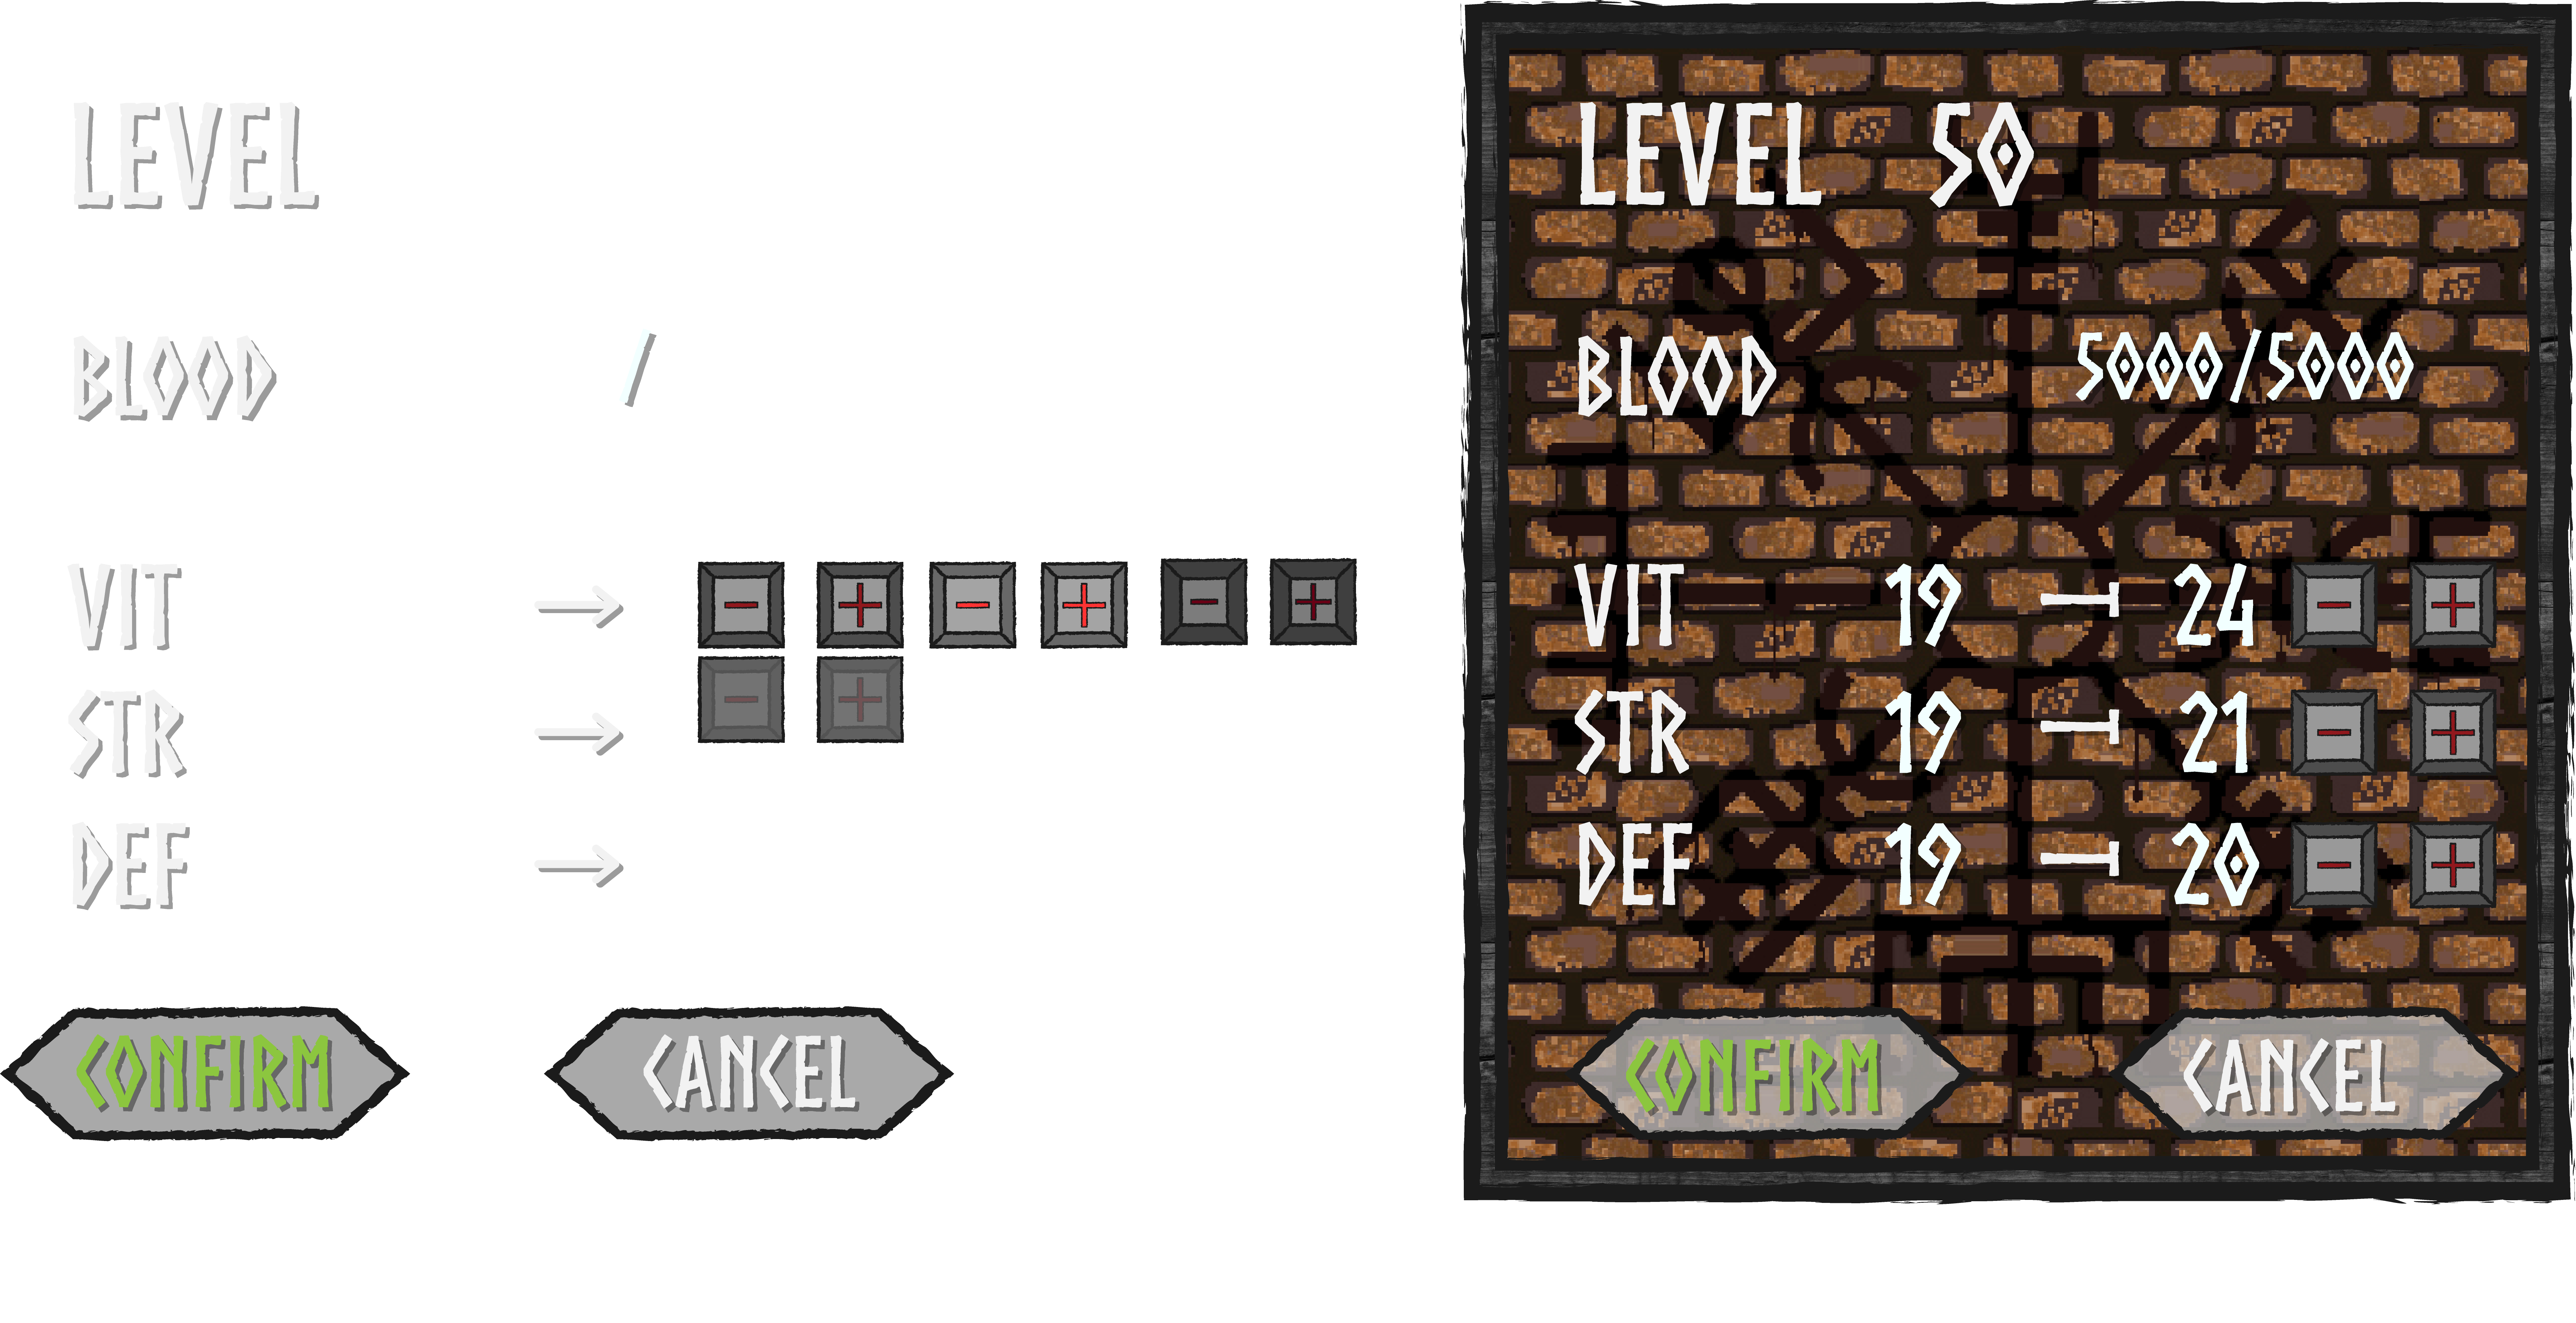 LEVEL
BLOOD /
VIT → - + - + - +
- +
STR →
DEF →
CONFIRM CANCEL
LEVEL 50
BLOOD 5000/5000
VIT 19 24 - +
STR 19 21 - +
DEF 19 20 - +
CONFIRM CANCEL